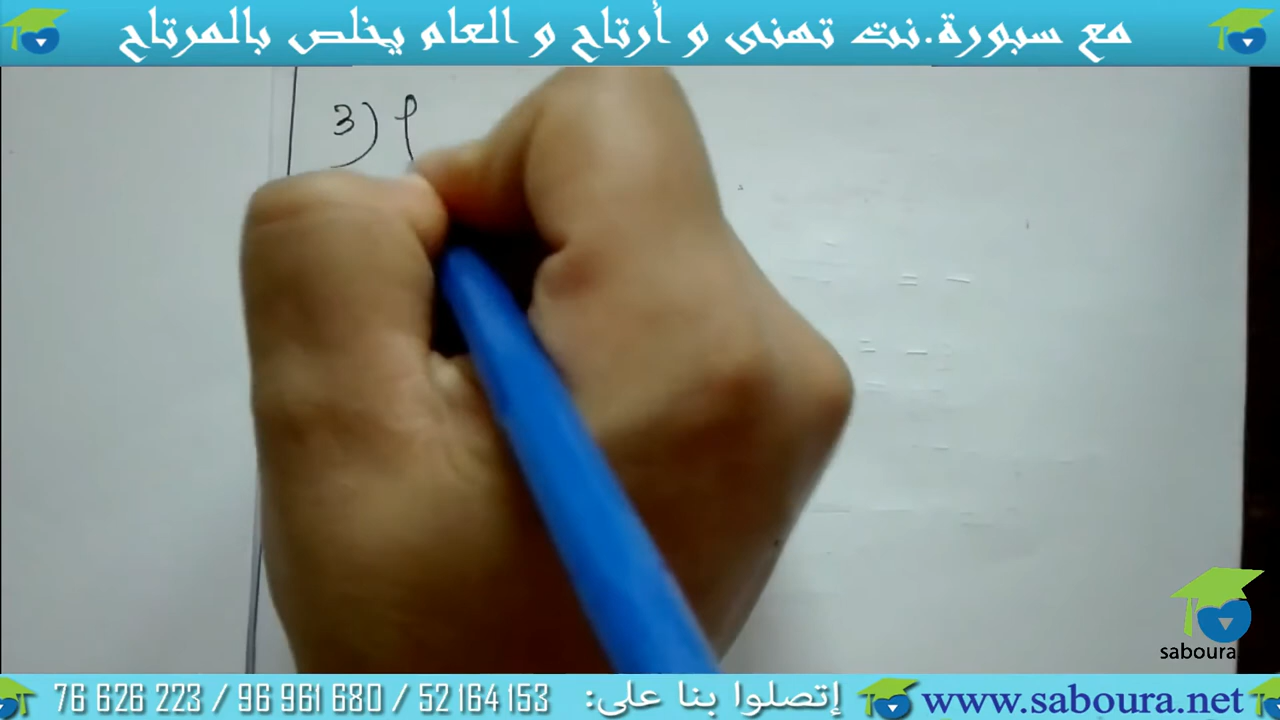 مع سبورة.نت تهنى و أرتاح و العام يخلص بالمرتاح
3) ρ
saboura
76 626 223 / 96 961 680 / 52 164 153 إتصلوا بنا على: www.saboura.net